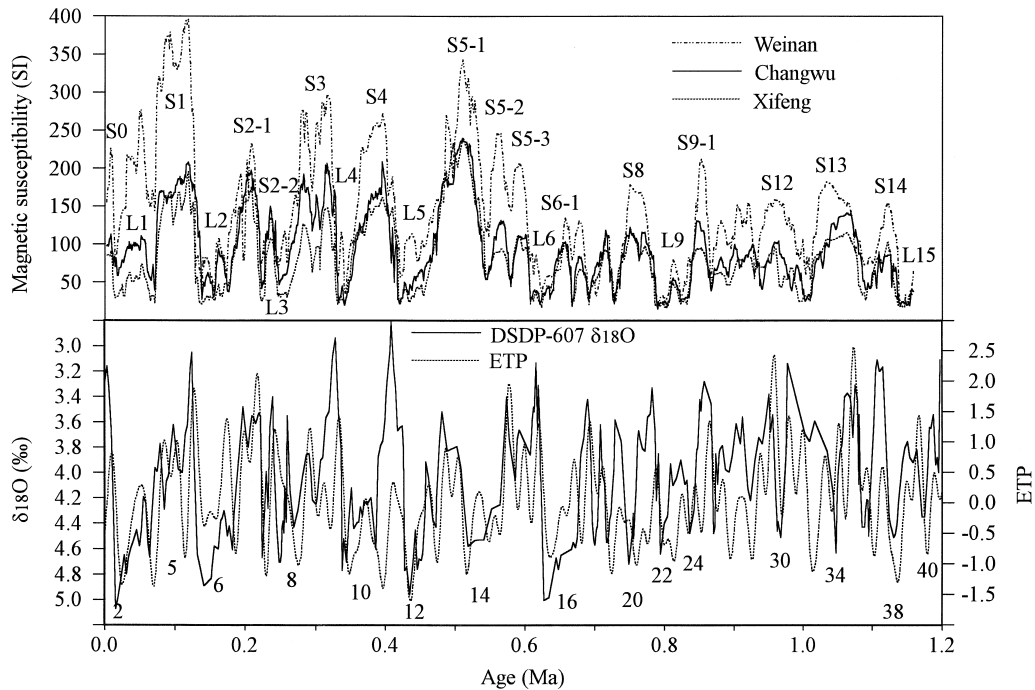 400
350
300
250
200
150
100
50
Magnetic susceptibility (SI)
S0
L1
S1
L2
S2-1
S2-2
L3
S3
L4
S4
L5
S5-1
S5-2
S5-3
L6
S6-1
S8
L9
S9-1
S12
S13
S14
L15
Weinan
Changwu
Xifeng
3.0
3.2
3.4
3.6
3.8
4.0
4.2
4.4
4.6
4.8
5.0
δ18O (‰)
DSDP-607 δ18O
ETP
2
5
6
8
10
12
14
16
20
22
24
30
34
38
40
2.5
2.0
1.5
1.0
0.5
0.0
-0.5
-1.0
-1.5
ETP
0.0 0.2 0.4 0.6 0.8 1.0 1.2
Age (Ma)